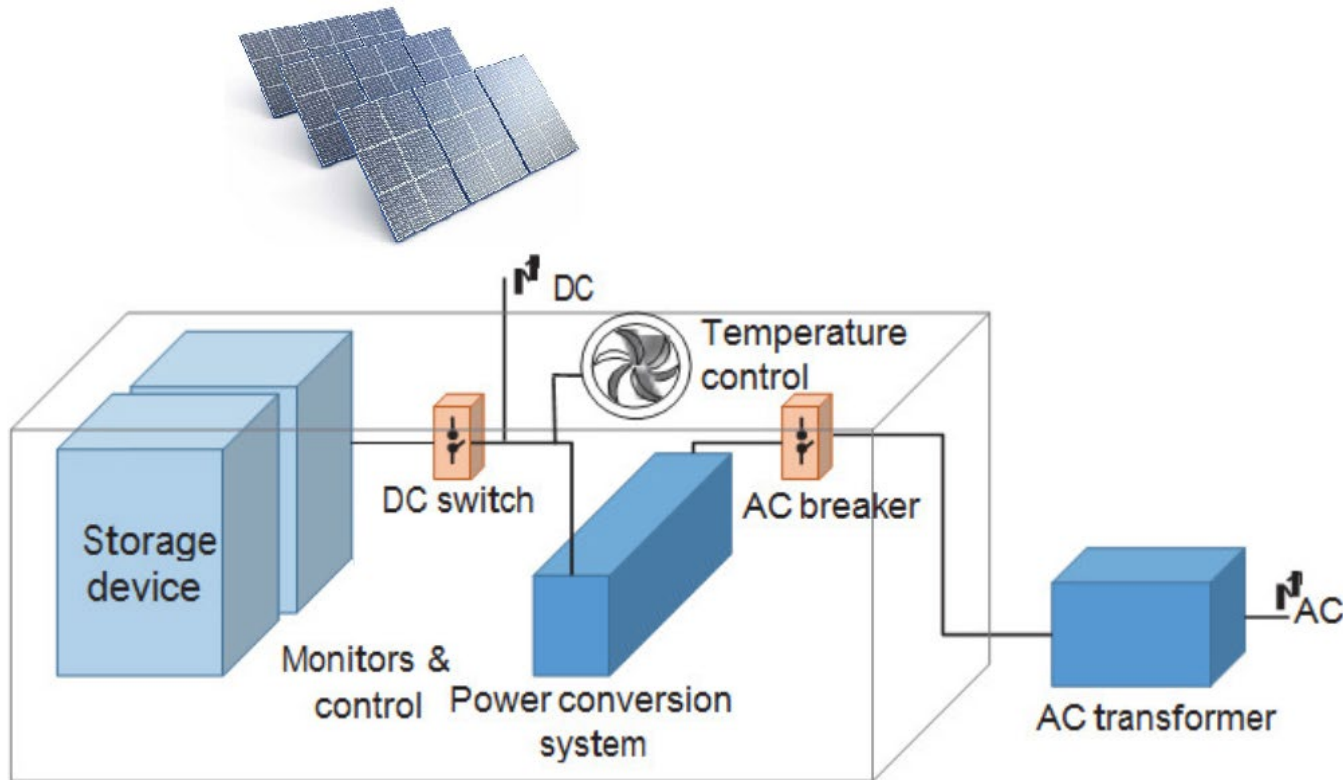 DC
Temperature
control
DC switch
AC breaker
Storage
device
Monitors &
control
Power conversion
system
AC
AC transformer